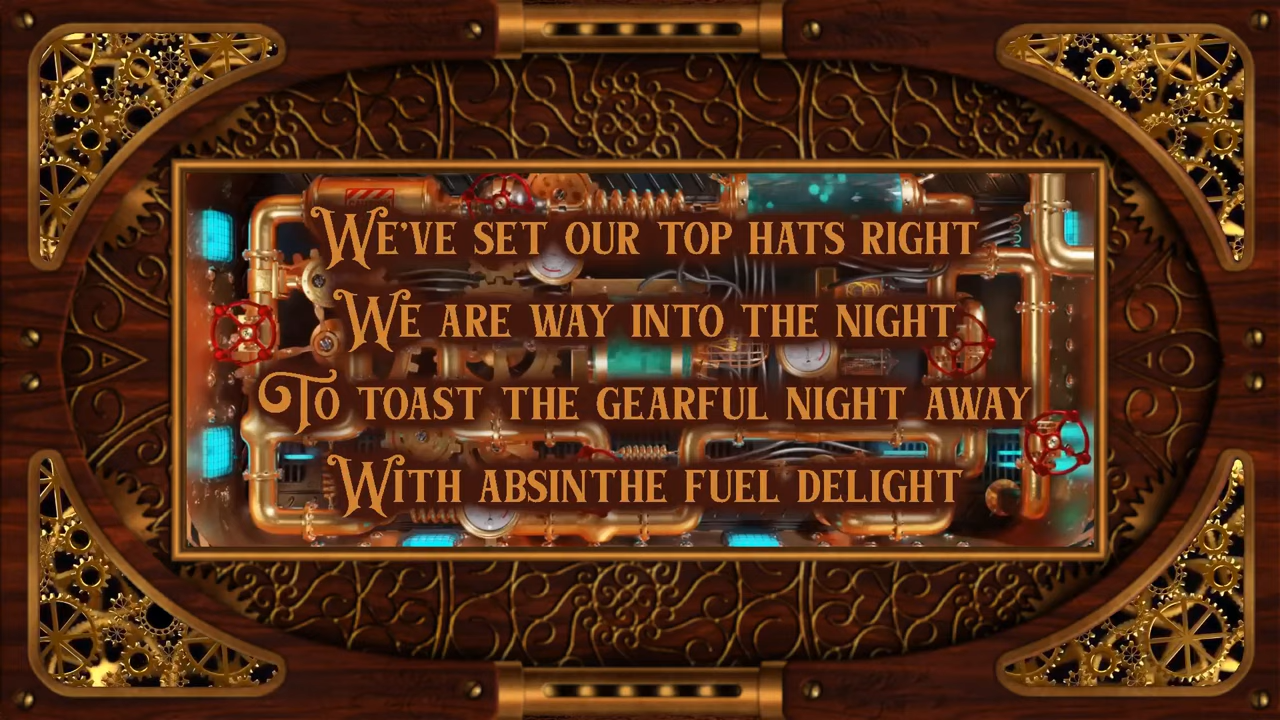 We've set our top hats right
We are way into the night
To toast the gearful night away
With absinthe fuel delight